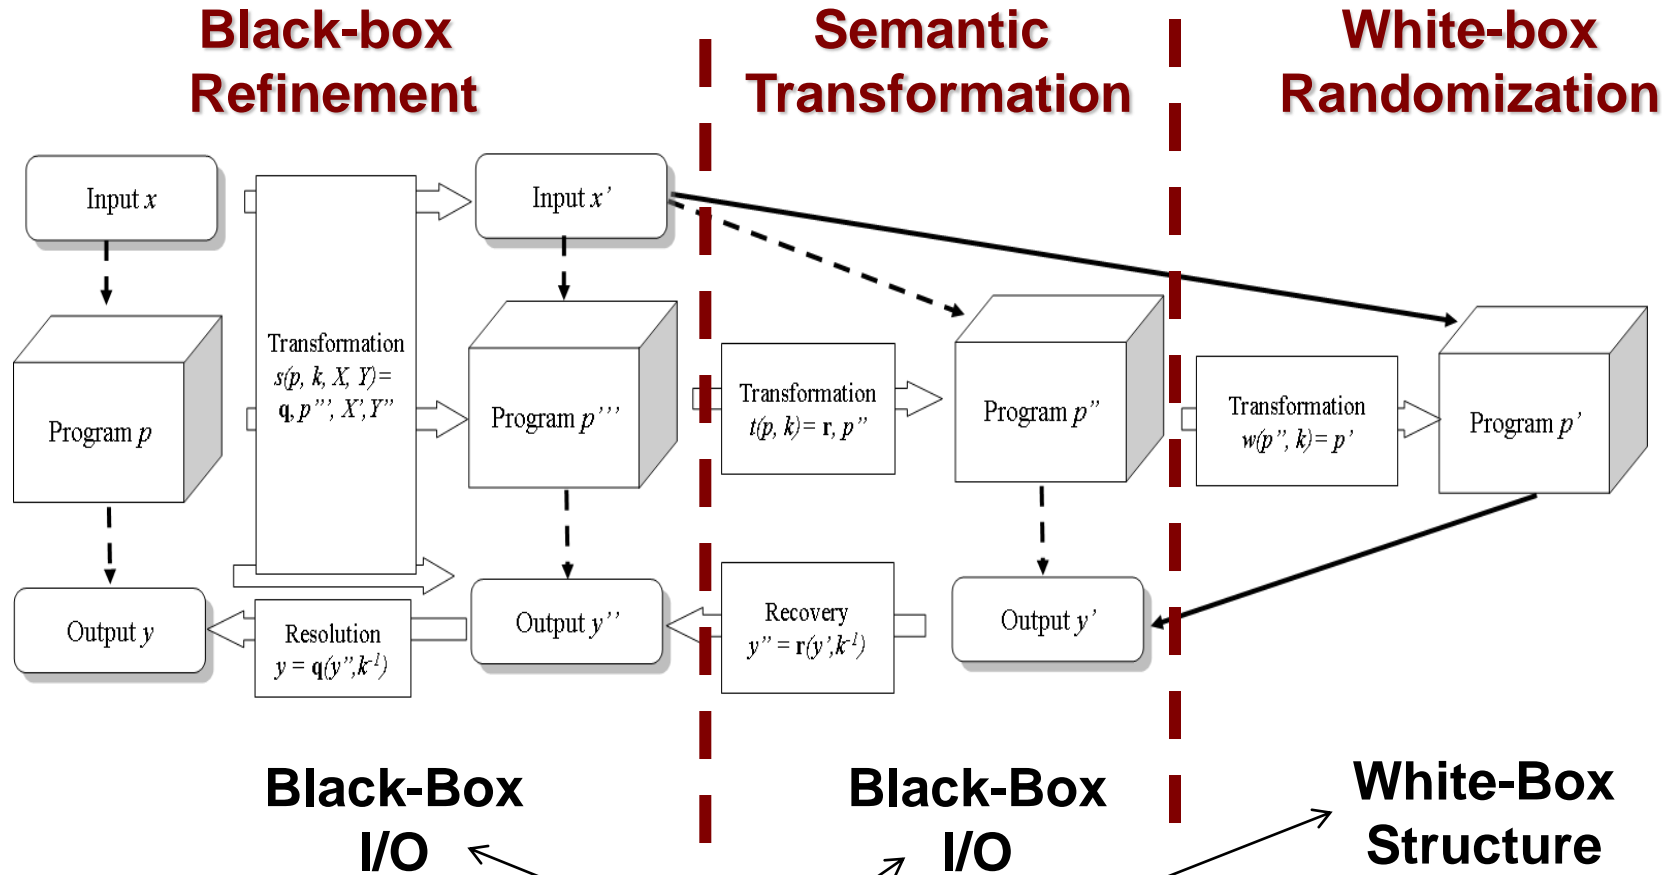 Black-box
Refinement
Semantic
Transformation
White-box
Randomization
Input x
Input x’
Transformation
s(p, k, X, Y)=
q, p’’’, X’,Y’’
Program p
Program p’’’
Transformation
t(p, k)= r, p’’
Program p’’
Transformation
w(p’’, k)= p’
Program p’
Output y
Resolution
y = q(y’’,k⁻¹)
Output y’’
Recovery
y’’ = r(y’,k⁻¹)
Output y’
Black-Box
I/O
Black-Box
I/O
White-Box
Structure